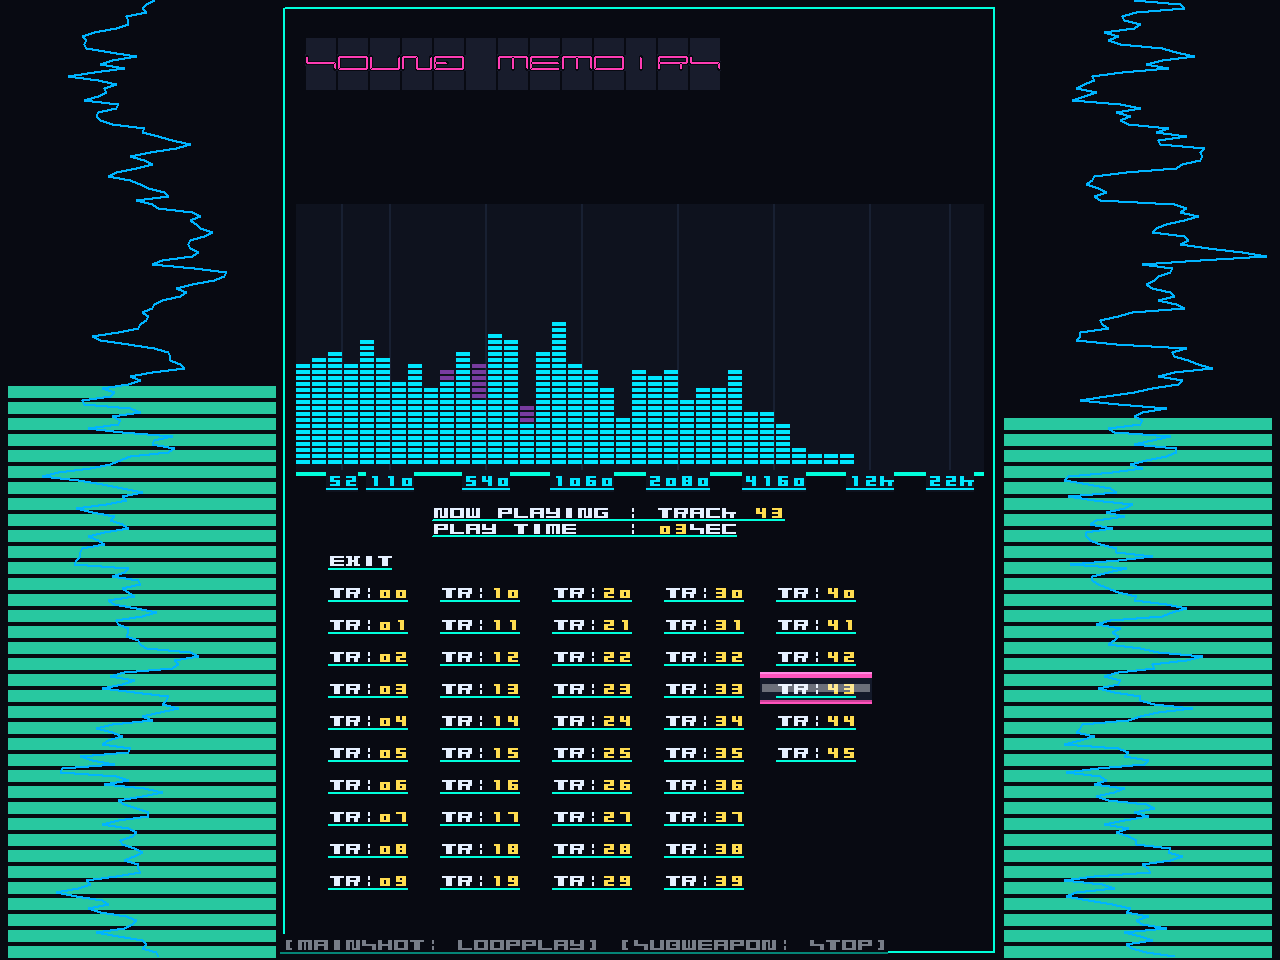 SOUND MEMO|RY
52 110 540 1060 2080 4160 12k 22k
NOW PLAYING : TRACK 43
PLAY TIME : 03SEC
EXIT
TR:00 TR:10 TR:20 TR:30 TR:40
TR:01 TR:11 TR:21 TR:31 TR:41
TR:02 TR:12 TR:22 TR:32 TR:42
TR:03 TR:13 TR:23 TR:33 TR:43
TR:04 TR:14 TR:24 TR:34 TR:44
TR:05 TR:15 TR:25 TR:35 TR:45
TR:06 TR:16 TR:26 TR:36
TR:07 TR:17 TR:27 TR:37
TR:08 TR:18 TR:28 TR:38
TR:09 TR:19 TR:29 TR:39
[MAINSHOT: LOOPPLAY] [SUBWEAPON: STOP]